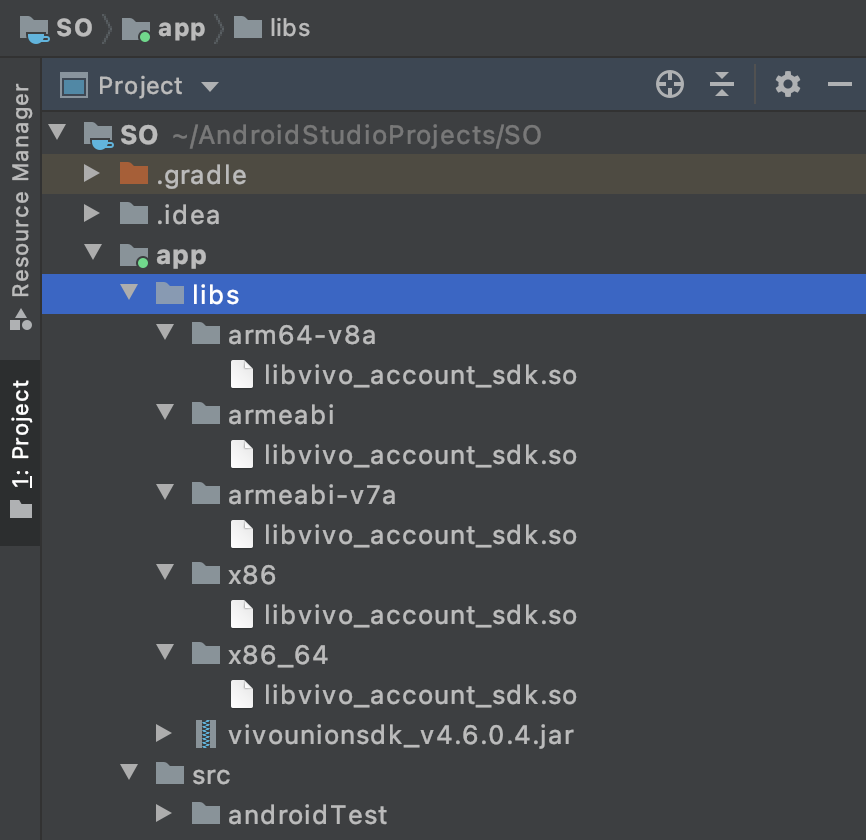 SO app libs
Project
Resource Manager
1: Project
SO ~/AndroidStudioProjects/SO
.gradle
.idea
app
libs
arm64-v8a
libvivo_account_sdk.so
armeabi
libvivo_account_sdk.so
armeabi-v7a
libvivo_account_sdk.so
x86
libvivo_account_sdk.so
x86_64
libvivo_account_sdk.so
vivounionsdk_v4.6.0.4.jar
src
androidTest